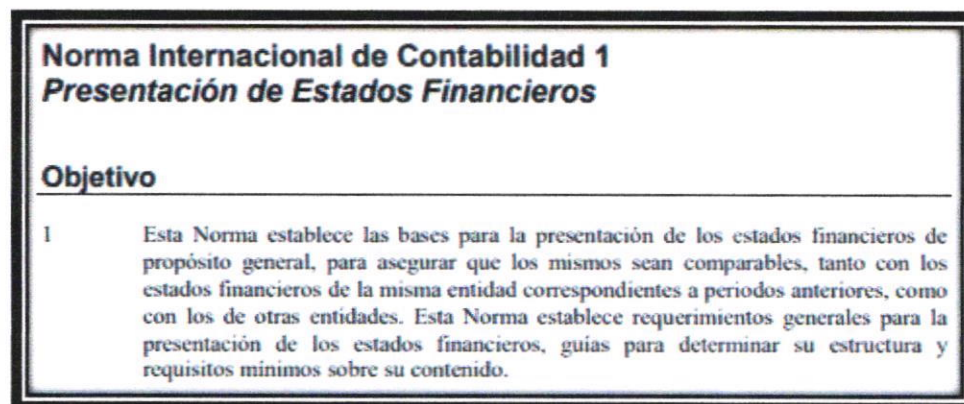 Norma Internacional de Contabilidad 1
Presentación de Estados Financieros
Objetivo
1 Esta Norma establece las bases para la presentación de los estados financieros de
propósito general, para asegurar que los mismos sean comparables, tanto con los
estados financieros de la misma entidad correspondientes a periodos anteriores, como
con los de otras entidades. Esta Norma establece requerimientos generales para la
presentación de los estados financieros, guías para determinar su estructura y
requisitos mínimos sobre su contenido.